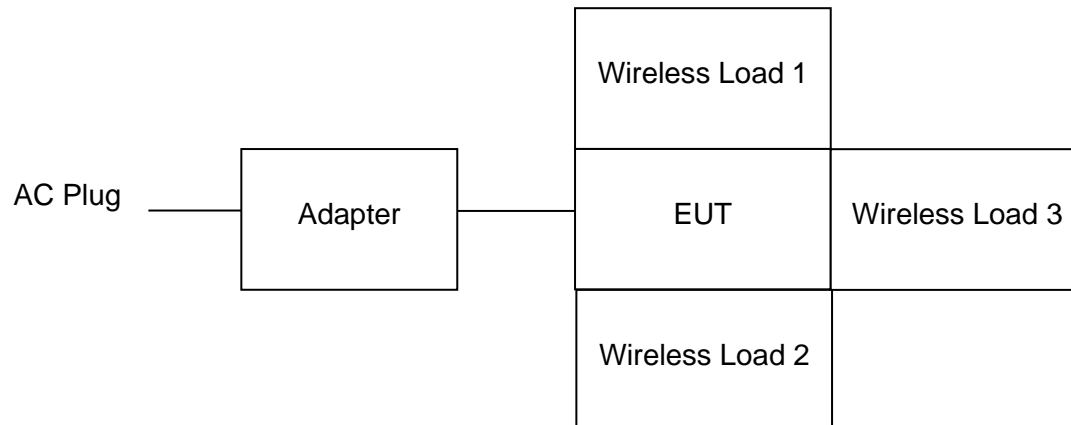 Wireless Load 1
AC Plug
Adapter
EUT
Wireless Load 3
Wireless Load 2